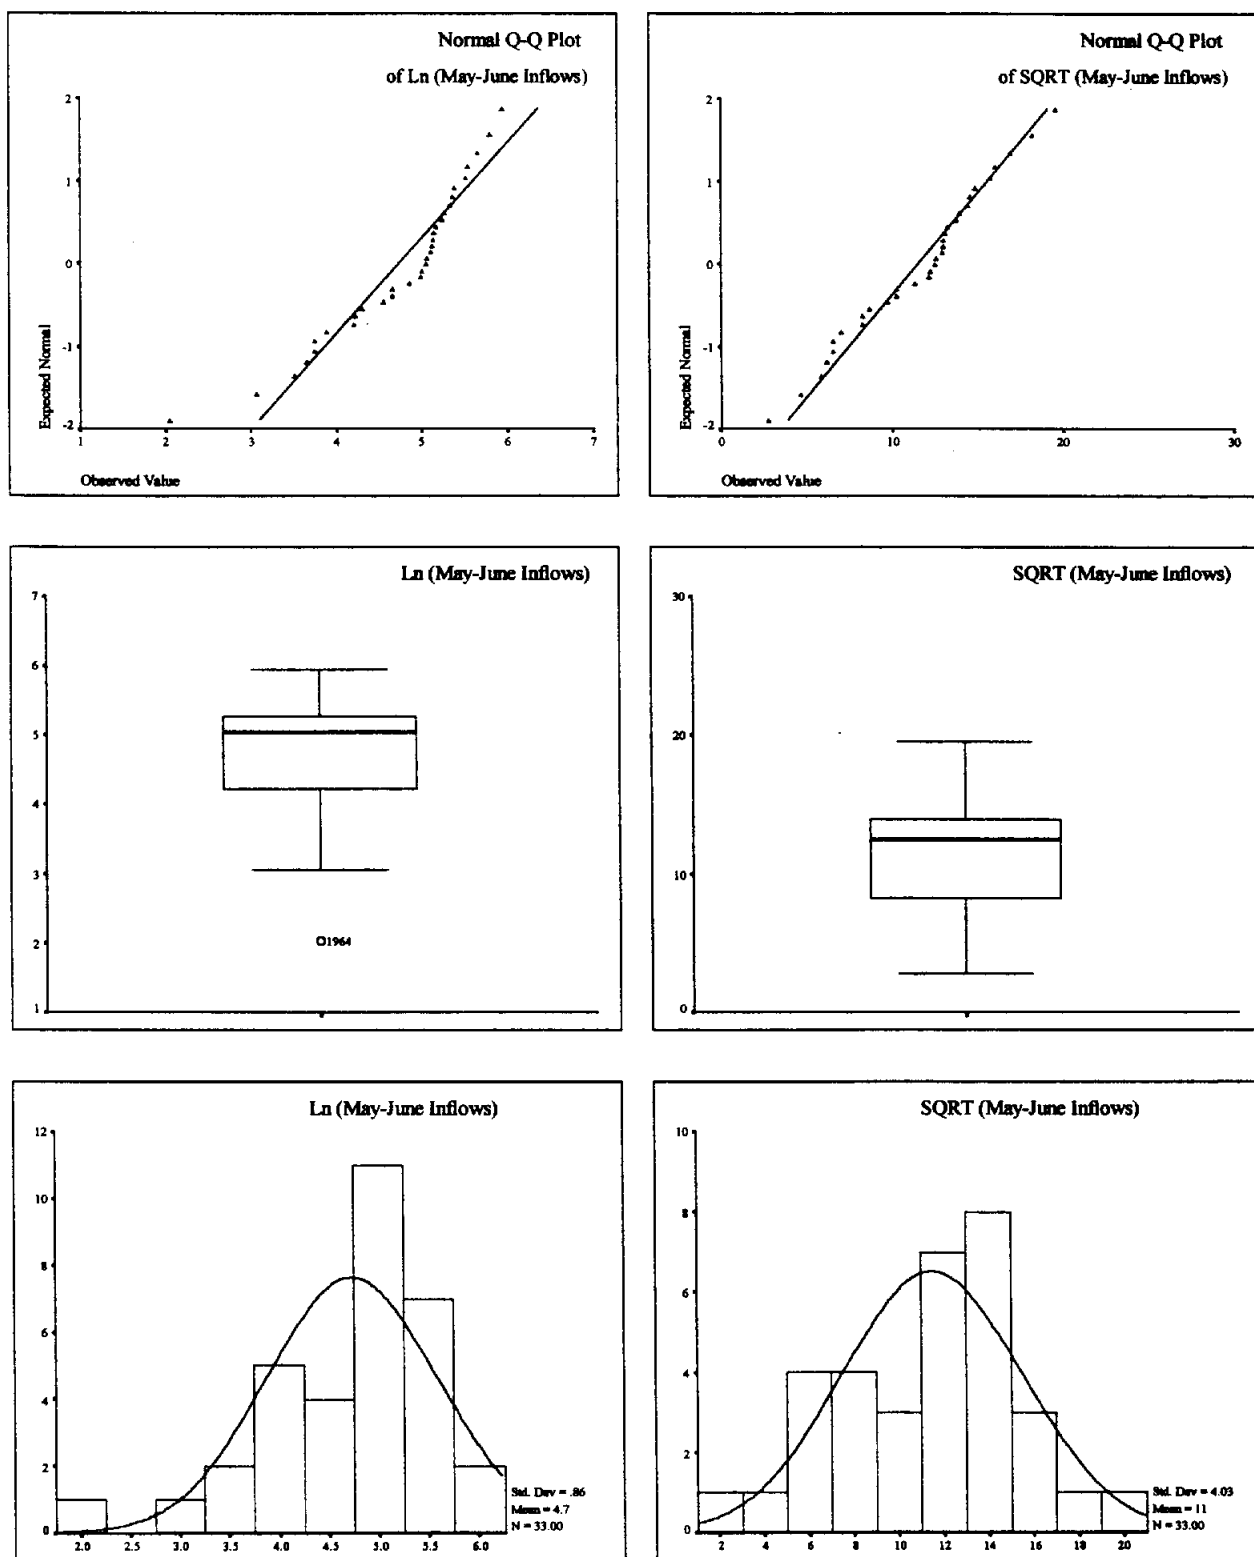 Normal Q-Q Plot
of Ln (May-June Inflows)
2
1
0
-1
-2
Expected Normal
1
2
3
4
5
6
7
Observed Value
Normal Q-Q Plot
of SQRT (May-June Inflows)
2
1
0
-1
-2
Expected Normal
0
10
20
30
Observed Value
Ln (May-June Inflows)
7
6
5
4
3
2
1
1964
SQRT (May-June Inflows)
30
20
10
0
Ln (May-June Inflows)
12
10
8
6
4
2
0
Std. Dev = .86
Mean = 4.7
N = 33.00
2.0 2.5 3.0 3.5 4.0 4.5 5.0 5.5 6.0
SQRT (May-June Inflows)
10
8
6
4
2
0
Std. Dev = 4.03
Mean = 11
N = 33.00
2 4 6 8 10 12 14 16 18 20